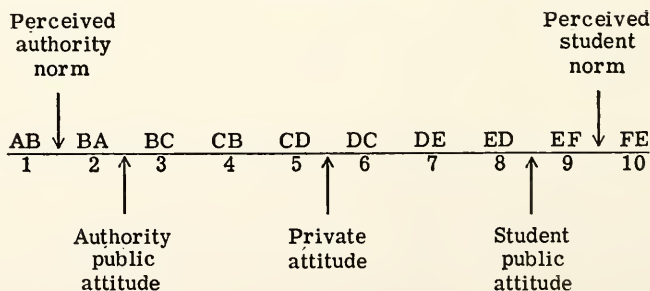 Perceived
authority
norm
Perceived
student
norm
AB BA BC CB CD DC DE ED EF FE
1 2 3 4 5 6 7 8 9 10
Authority
public
attitude
Private
attitude
Student
public
attitude